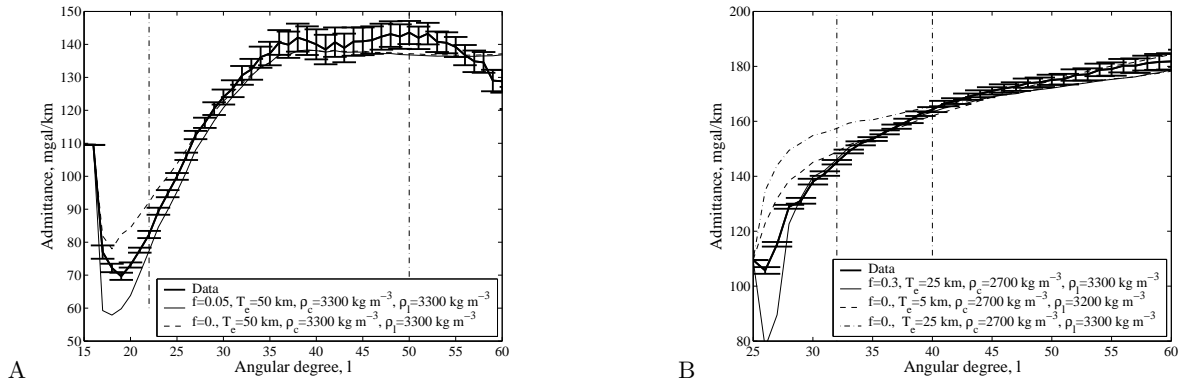 150
140
130
120
110
100
90
80
70
60
50
Admittance, mgal/km
15 20 25 30 35 40 45 50 55 60
Angular degree, l
Data
f=0.05, T_e=50 km, ρ_c=3300 kg m⁻³, ρ_l=3300 kg m⁻³
f=0., T_e=50 km, ρ_c=3300 kg m⁻³, ρ_l=3300 kg m⁻³
A
200
180
160
140
120
100
80
Admittance, mgal/km
25 30 35 40 45 50 55 60
Angular degree, l
Data
f=0.3, T_e=25 km, ρ_c=2700 kg m⁻³, ρ_l=3300 kg m⁻³
f=0., T_e=5 km, ρ_c=2700 kg m⁻³, ρ_l=3200 kg m⁻³
f=0., T_e=25 km, ρ_c=2700 kg m⁻³, ρ_l=3300 kg m⁻³
B